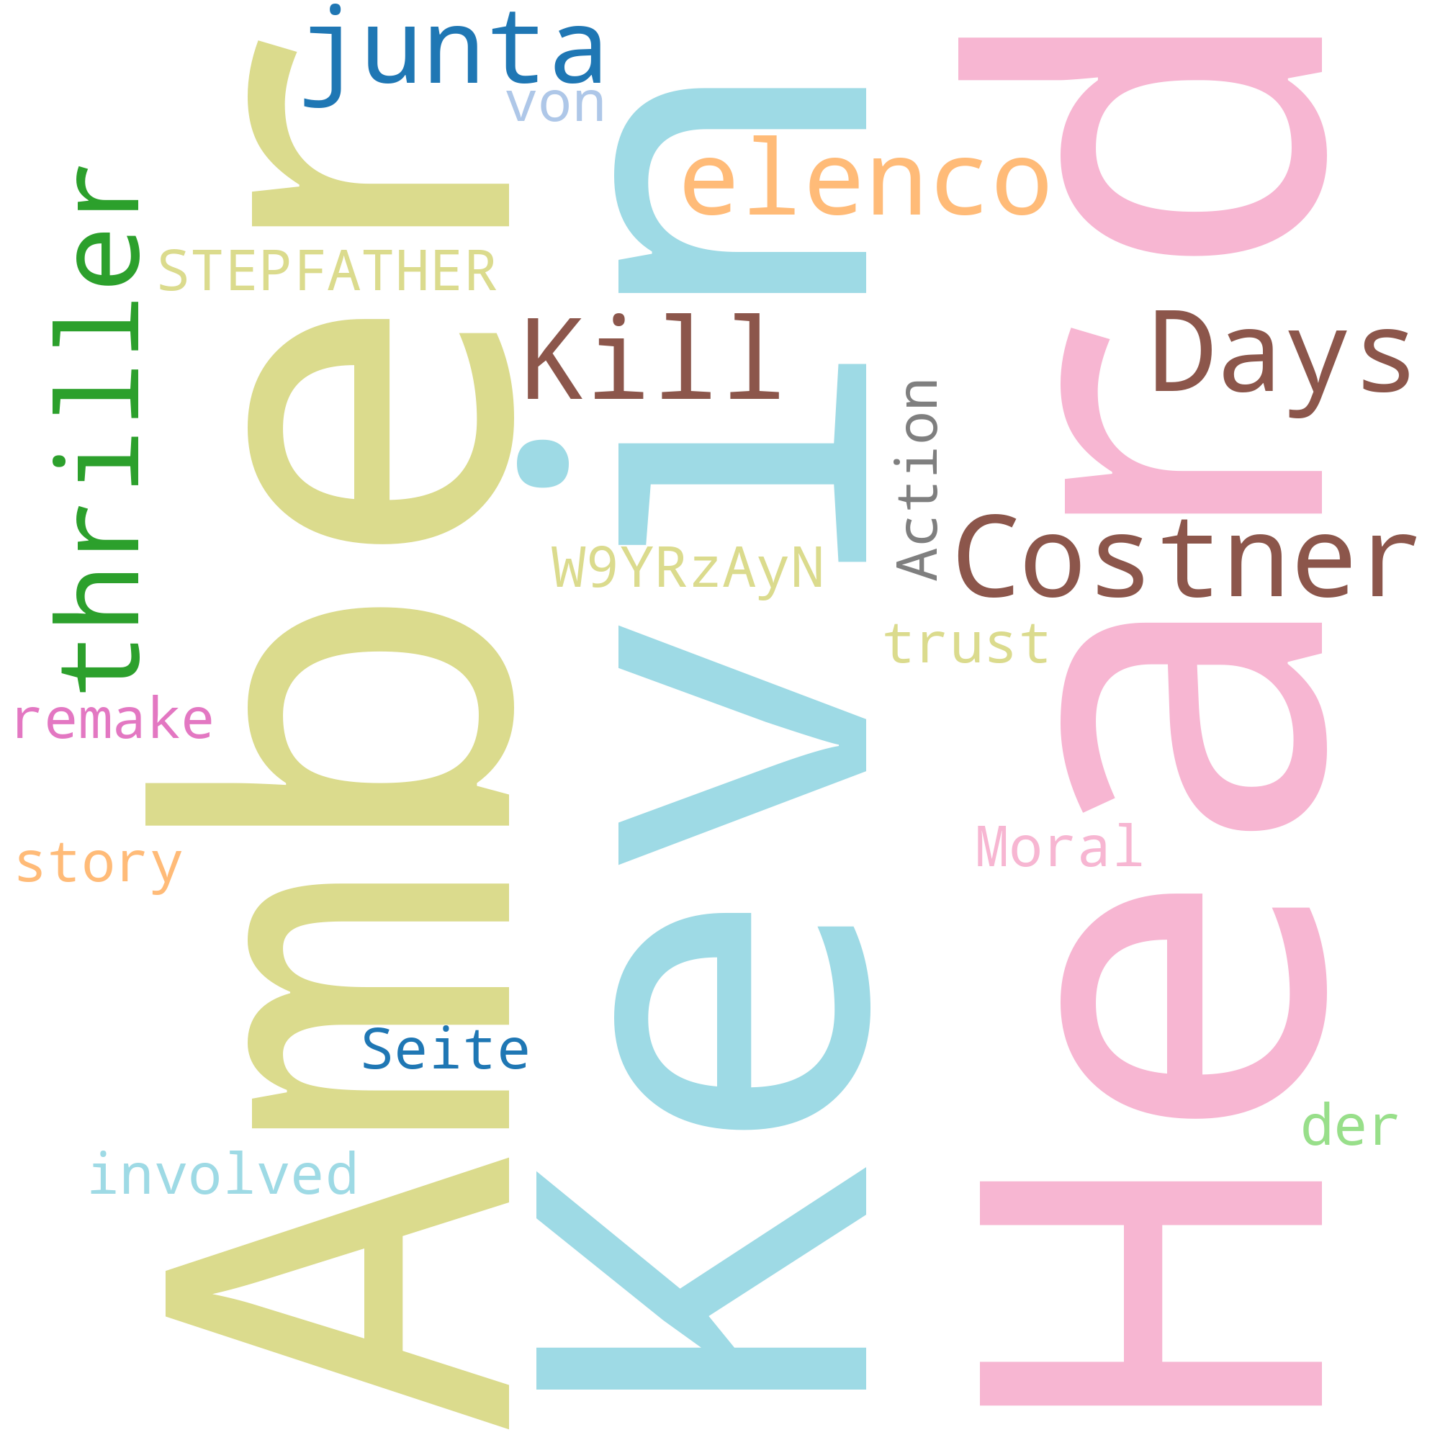 junta
von
elenco
thriller
Amber
STEPFATHER
Kevin
Heard
Kill
Days
Action
Costner
W9YRzAyN
trust
remake
story
Moral
Seite
der
involved